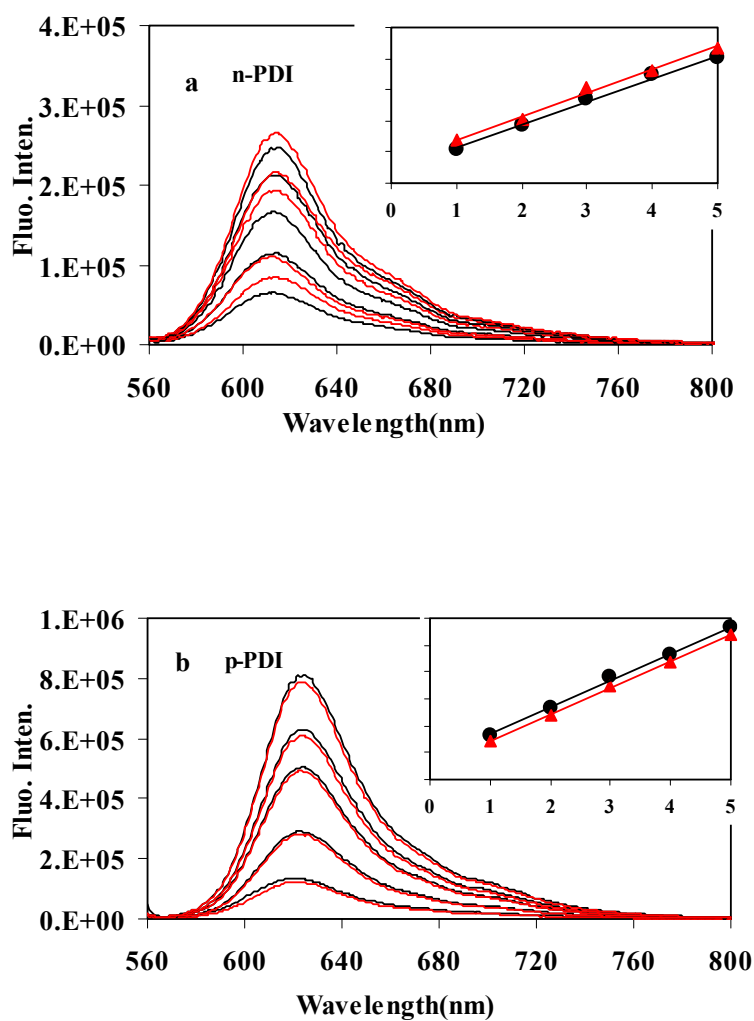 4.E+05
3.E+05
2.E+05
1.E+05
0.E+00
Fluo. Inten.
a n-PDI
0 1 2 3 4 5
560 600 640 680 720 760 800
Wavelength(nm)
1.E+06
8.E+05
6.E+05
4.E+05
2.E+05
0.E+00
Fluo. Inten.
b p-PDI
0 1 2 3 4 5
560 600 640 680 720 760 800
Wavelength(nm)